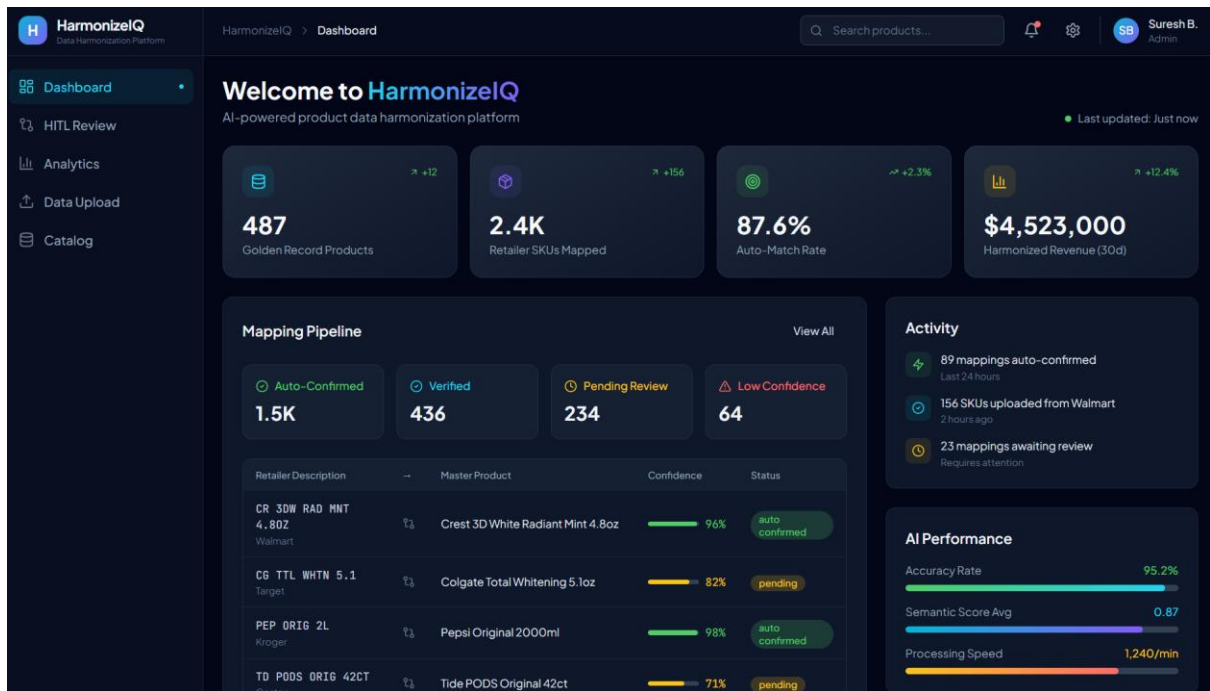 H
HarmonizeIQ
Data Harmonization Platform
HarmonizeIQ > Dashboard
Search products...
SB
Suresh B.
Admin
Dashboard
HITL Review
Analytics
Data Upload
Catalog
Welcome to HarmonizeIQ
AI-powered product data harmonization platform
Last updated: Just now
+12
487
Golden Record Products
+156
2.4K
Retailer SKUs Mapped
+2.3%
87.6%
Auto-Match Rate
+12.4%
$4,523,000
Harmonized Revenue (30d)
Mapping Pipeline
View All
Auto-Confirmed
1.5K
Verified
436
Pending Review
234
Low Confidence
64
Retailer Description → Master Product Confidence Status
CR 3DW RAD MNT
4.8OZ
Walmart
Crest 3D White Radiant Mint 4.8oz
96%
auto
confirmed
CG TTL WHTN 5.1
Target
Colgate Total Whitening 5.1oz
82%
pending
PEP ORIG 2L
Kroger
Pepsi Original 2000ml
98%
auto
confirmed
TD PODS ORIG 42CT
Tide PODS Original 42ct
71%
pending
Activity
89 mappings auto-confirmed
Last 24 hours
156 SKUs uploaded from Walmart
2 hours ago
23 mappings awaiting review
Requires attention
AI Performance
Accuracy Rate 95.2%
Semantic Score Avg 0.87
Processing Speed 1,240/min